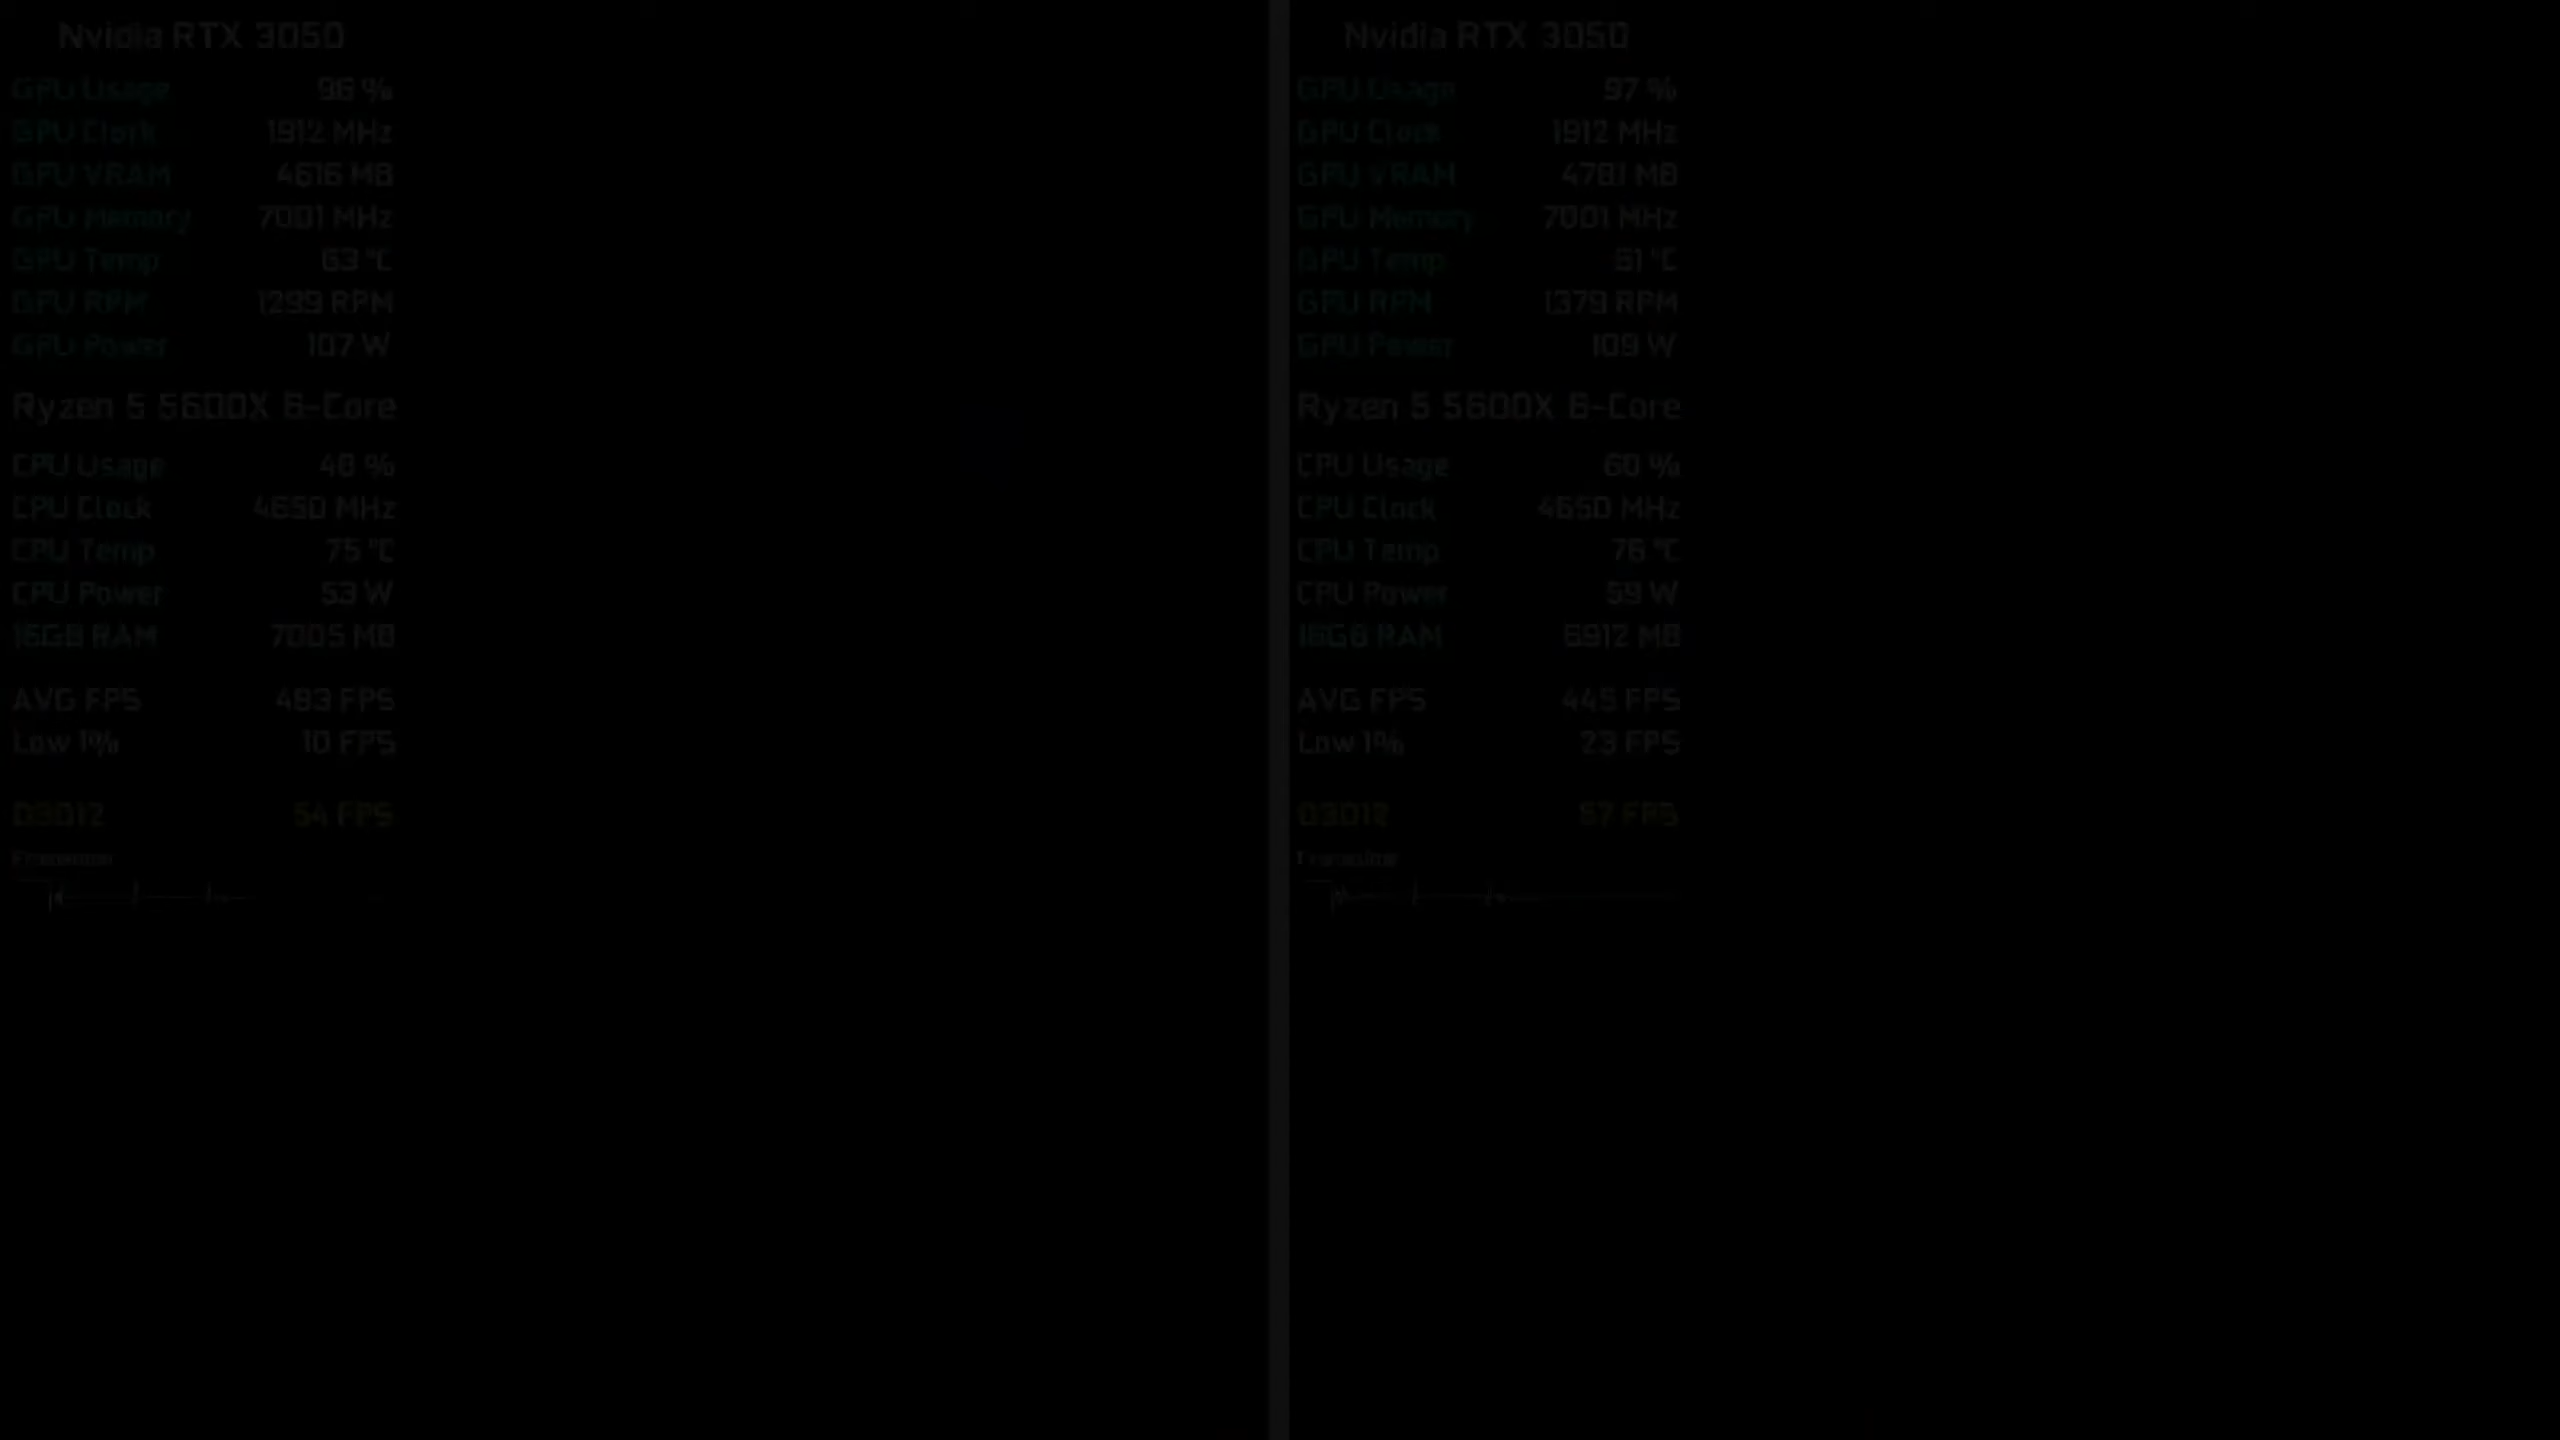 Nvidia RTX 3050
GPU Usage 96 %
GPU Clock 1912 MHz
GPU VRAM 4616 MB
GPU Memory 7001 MHz
GPU Temp 63 °C
GPU RPM 1299 RPM
GPU Power 107 W
Ryzen 5 5600X 6-Core
CPU Usage 48 %
CPU Clock 4650 MHz
CPU Temp 75 °C
CPU Power 53 W
16GB RAM 7005 MB
AVG FPS 483 FPS
Low 1% 10 FPS
D3D12 54 FPS
Nvidia RTX 3050
GPU Usage 97 %
GPU Clock 1912 MHz
GPU VRAM 4781 MB
GPU Memory 7001 MHz
GPU Temp 61 °C
GPU RPM 1379 RPM
GPU Power 109 W
Ryzen 5 5600X 6-Core
CPU Usage 60 %
CPU Clock 4650 MHz
CPU Temp 76 °C
CPU Power 59 W
16GB RAM 6912 MB
AVG FPS 445 FPS
Low 1% 23 FPS
D3D12 57 FPS